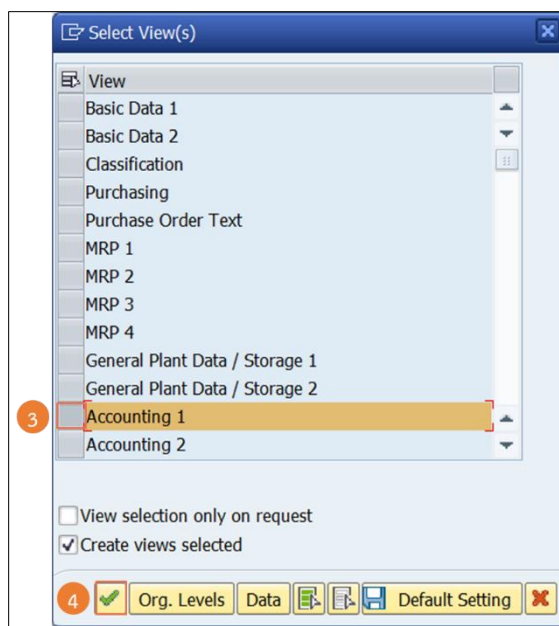 Select View(s)
View
Basic Data 1
Basic Data 2
Classification
Purchasing
Purchase Order Text
MRP 1
MRP 2
MRP 3
MRP 4
General Plant Data / Storage 1
General Plant Data / Storage 2
3 Accounting 1
Accounting 2
View selection only on request
Create views selected
4 Org. Levels Data Default Setting